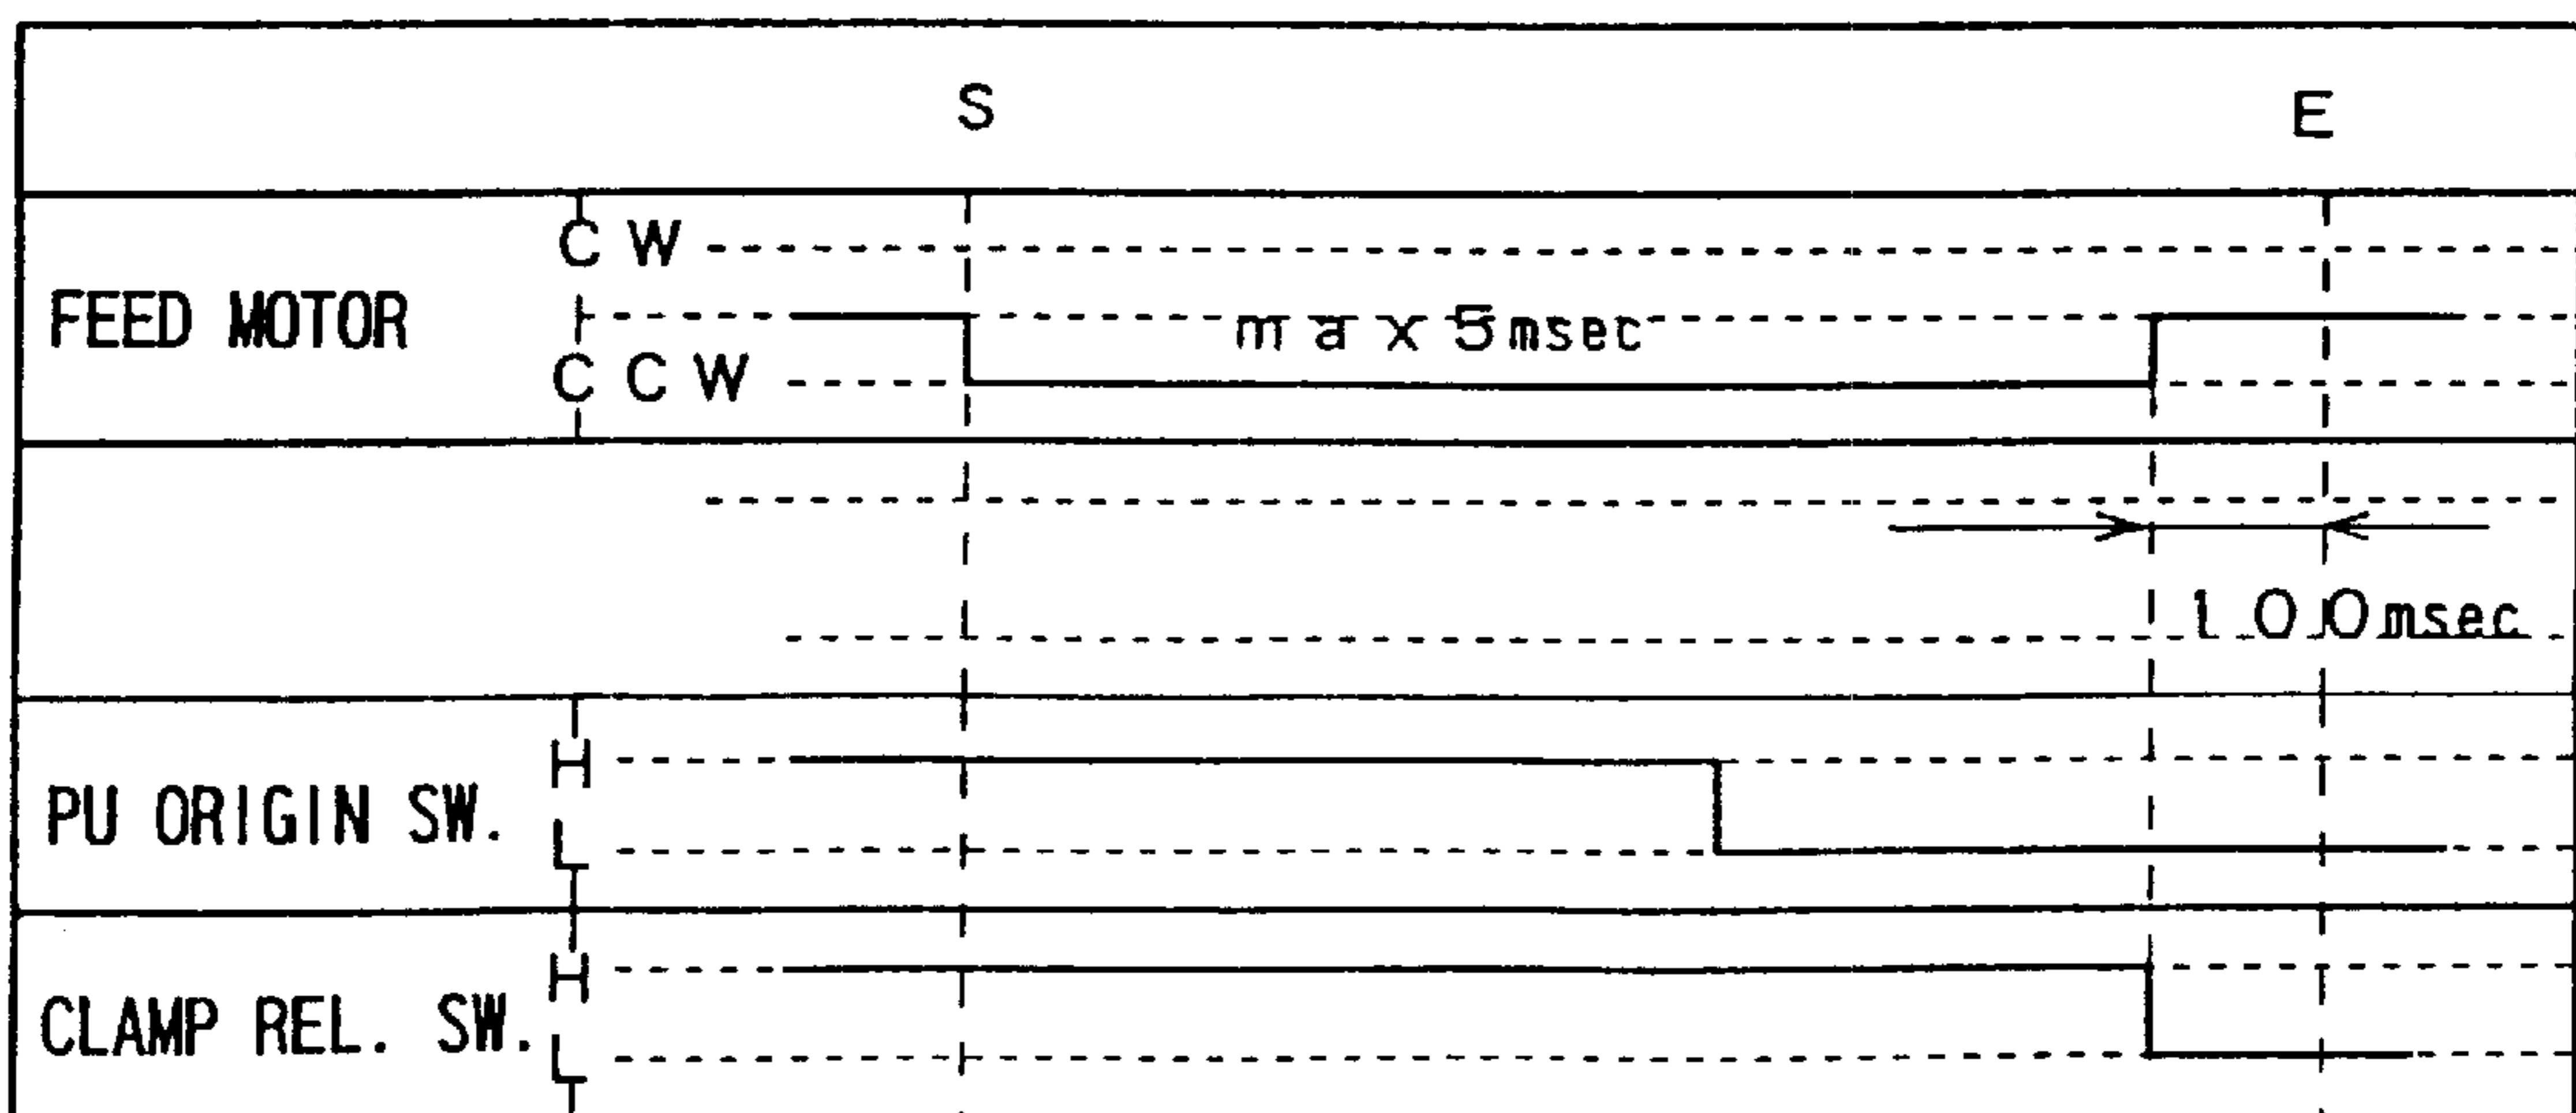 S E
CW
FEED MOTOR
max 5msec
CCW
100msec
H
PU ORIGIN SW.
L
H
CLAMP REL. SW.
L